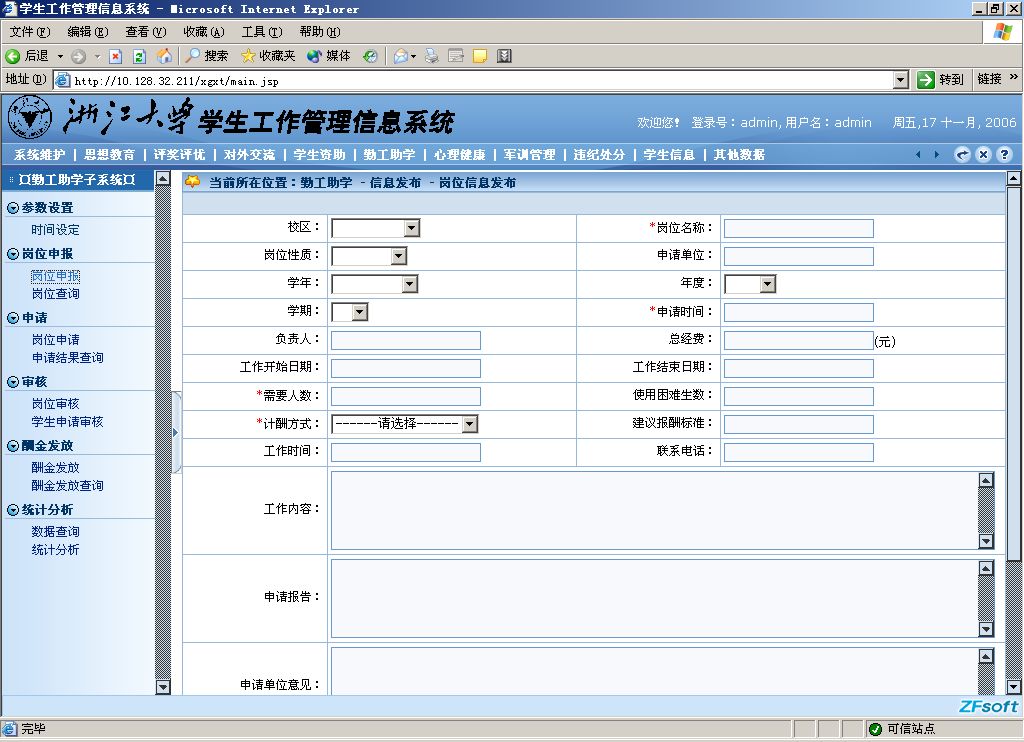 学生工作管理信息系统 - Microsoft Internet Explorer
文件(F) 编辑(E) 查看(V) 收藏(A) 工具(T) 帮助(H)
后退 搜索 收藏夹 媒体
地址(D) http://10.128.32.211/xgxt/main.jsp 转到 链接 »
浙江大学 学生工作管理信息系统
欢迎您! 登录号：admin,用户名：admin 周五,17 十一月, 2006
系统维护 | 思想教育 | 评奖评优 | 对外交流 | 学生资助 | 勤工助学 | 心理健康 | 军训管理 | 违纪处分 | 学生信息 | 其他数据
¤勤工助学子系统¤
参数设置
时间设定
岗位申报
岗位申报
岗位查询
申请
岗位申请
申请结果查询
审核
岗位审核
学生申请审核
酬金发放
酬金发放
酬金发放查询
统计分析
数据查询
统计分析
当前所在位置：勤工助学 - 信息发布 - 岗位信息发布
校区： *岗位名称：
岗位性质： 申请单位：
学年： 年度：
学期： *申请时间：
负责人： 总经费： (元)
工作开始日期： 工作结束日期：
*需要人数： 使用困难生数：
*计酬方式： ------请选择------ 建议报酬标准：
工作时间： 联系电话：
工作内容：
申请报告：
申请单位意见：
ZFsoft
完毕 可信站点